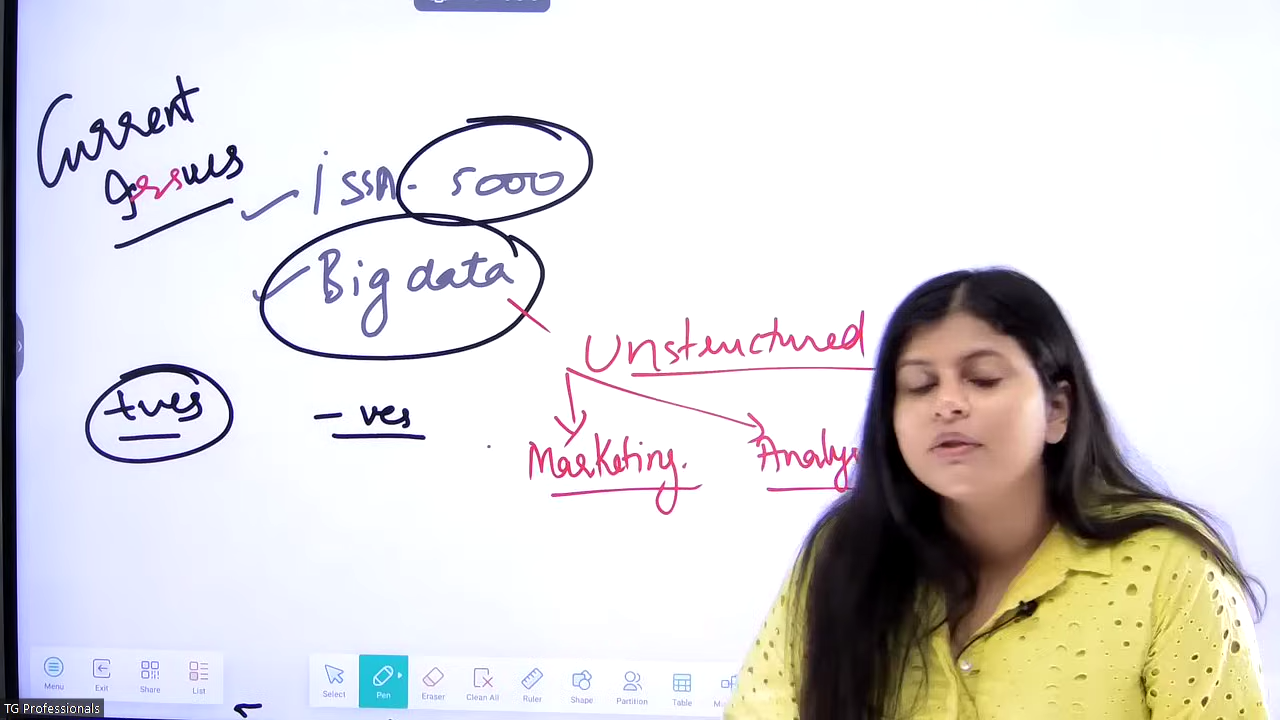 Current
Issues
ISSA - 5000
Big data
Unstructured
+ves
- ves
Marketing.
Menu
Exit
Share
List
Select
Pen
Eraser
Clean All
Ruler
Shape
Partition
Table
TG Professionals